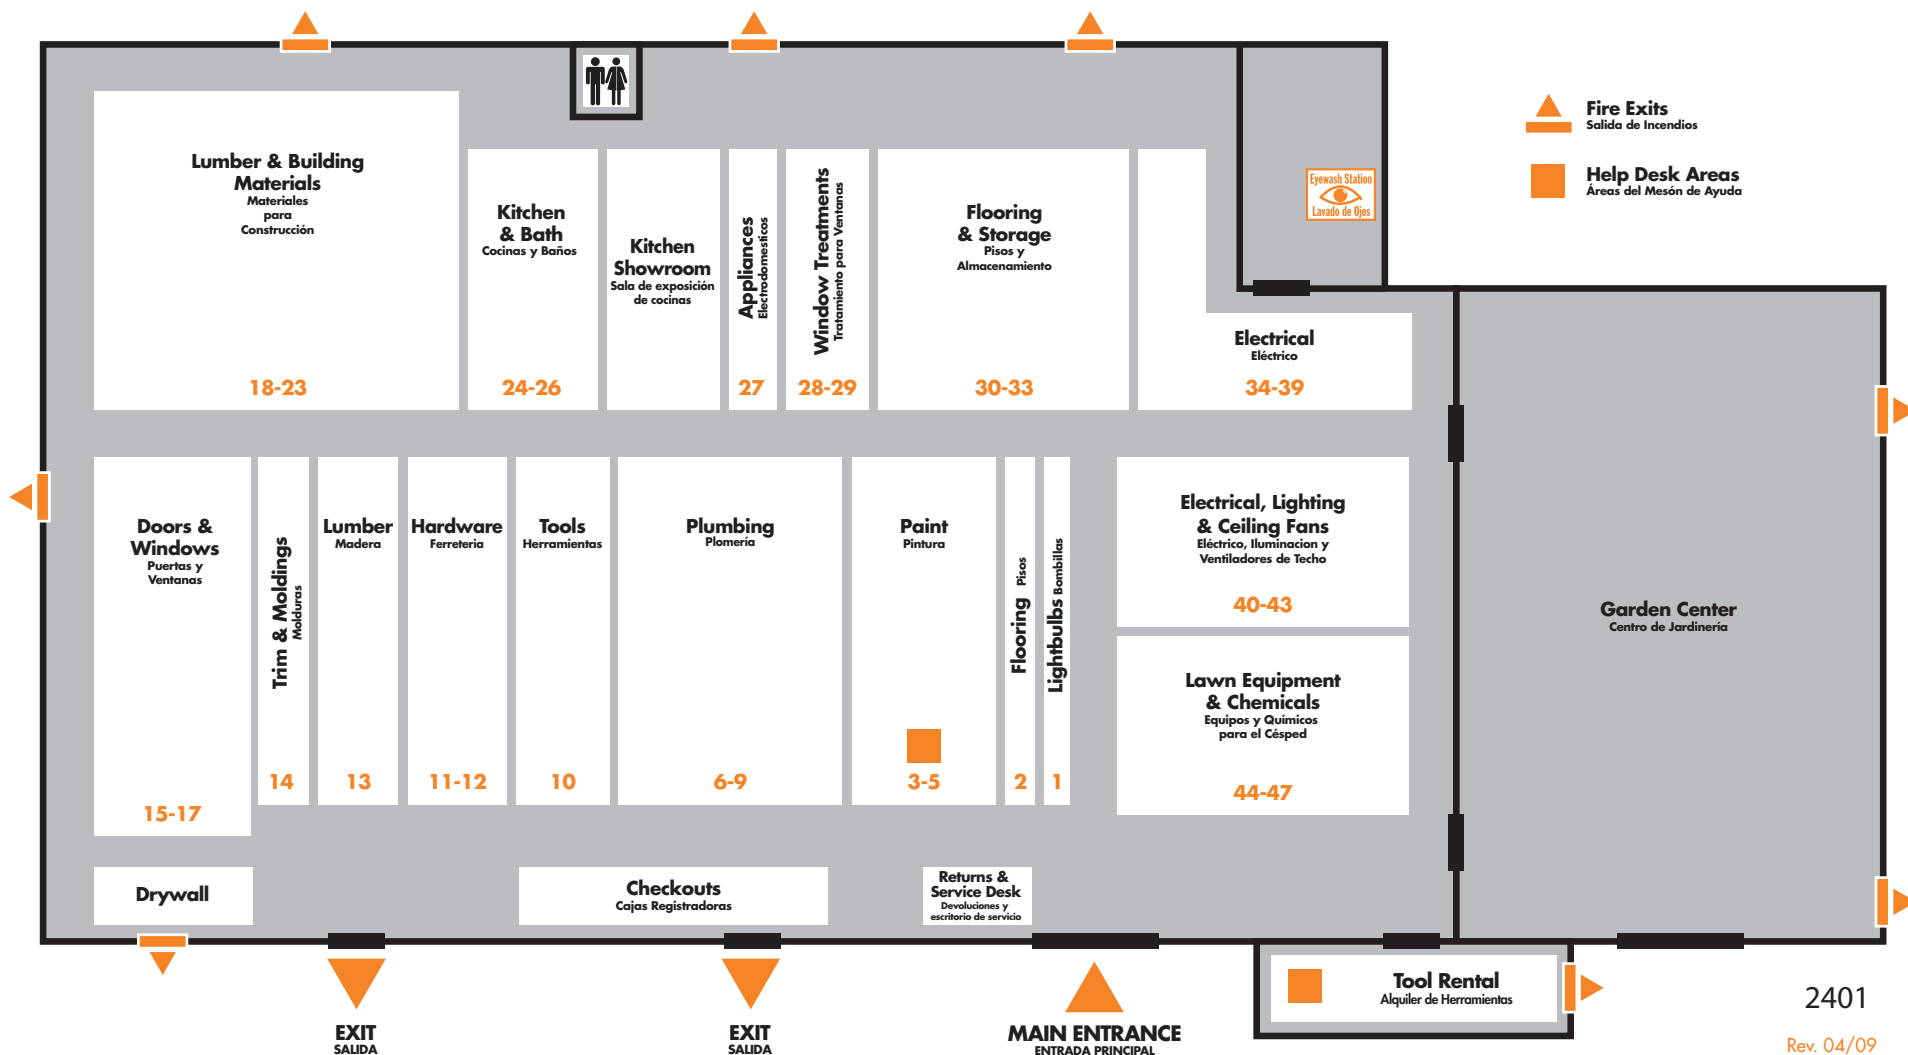 Fire Exits
Salida de Incendios
Help Desk Areas
Áreas del Mesón de Ayuda
Eyewash Station
Lavado de Ojos
Lumber & Building
Materials
Materiales
para
Construcción
18-23
Kitchen
& Bath
Cocinas y Baños
24-26
Kitchen
Showroom
Sala de exposición
de cocinas
Appliances
Electrodomesticos
27
Window Treatments
Tratamiento para Ventanas
28-29
Flooring
& Storage
Pisos y
Almacenamiento
30-33
Electrical
Eléctrico
34-39
Doors &
Windows
Puertas y
Ventanas
15-17
Trim & Moldings
Molduras
14
Lumber
Madera
13
Hardware
Ferreteria
11-12
Tools
Herramientas
10
Plumbing
Plomería
6-9
Paint
Pintura
3-5
Flooring Pisos
2
Lightbulbs Bombillas
1
Electrical, Lighting
& Ceiling Fans
Eléctrico, Iluminacion y
Ventiladores de Techo
40-43
Lawn Equipment
& Chemicals
Equipos y Químicos
para el Césped
44-47
Garden Center
Centro de Jardinería
Drywall
Checkouts
Cajas Registradoras
Returns &
Service Desk
Devoluciones y
escritorio de servicio
Tool Rental
Alquiler de Herramientas
EXIT
SALIDA
EXIT
SALIDA
MAIN ENTRANCE
ENTRADA PRINCIPAL
2401
Rev. 04/09